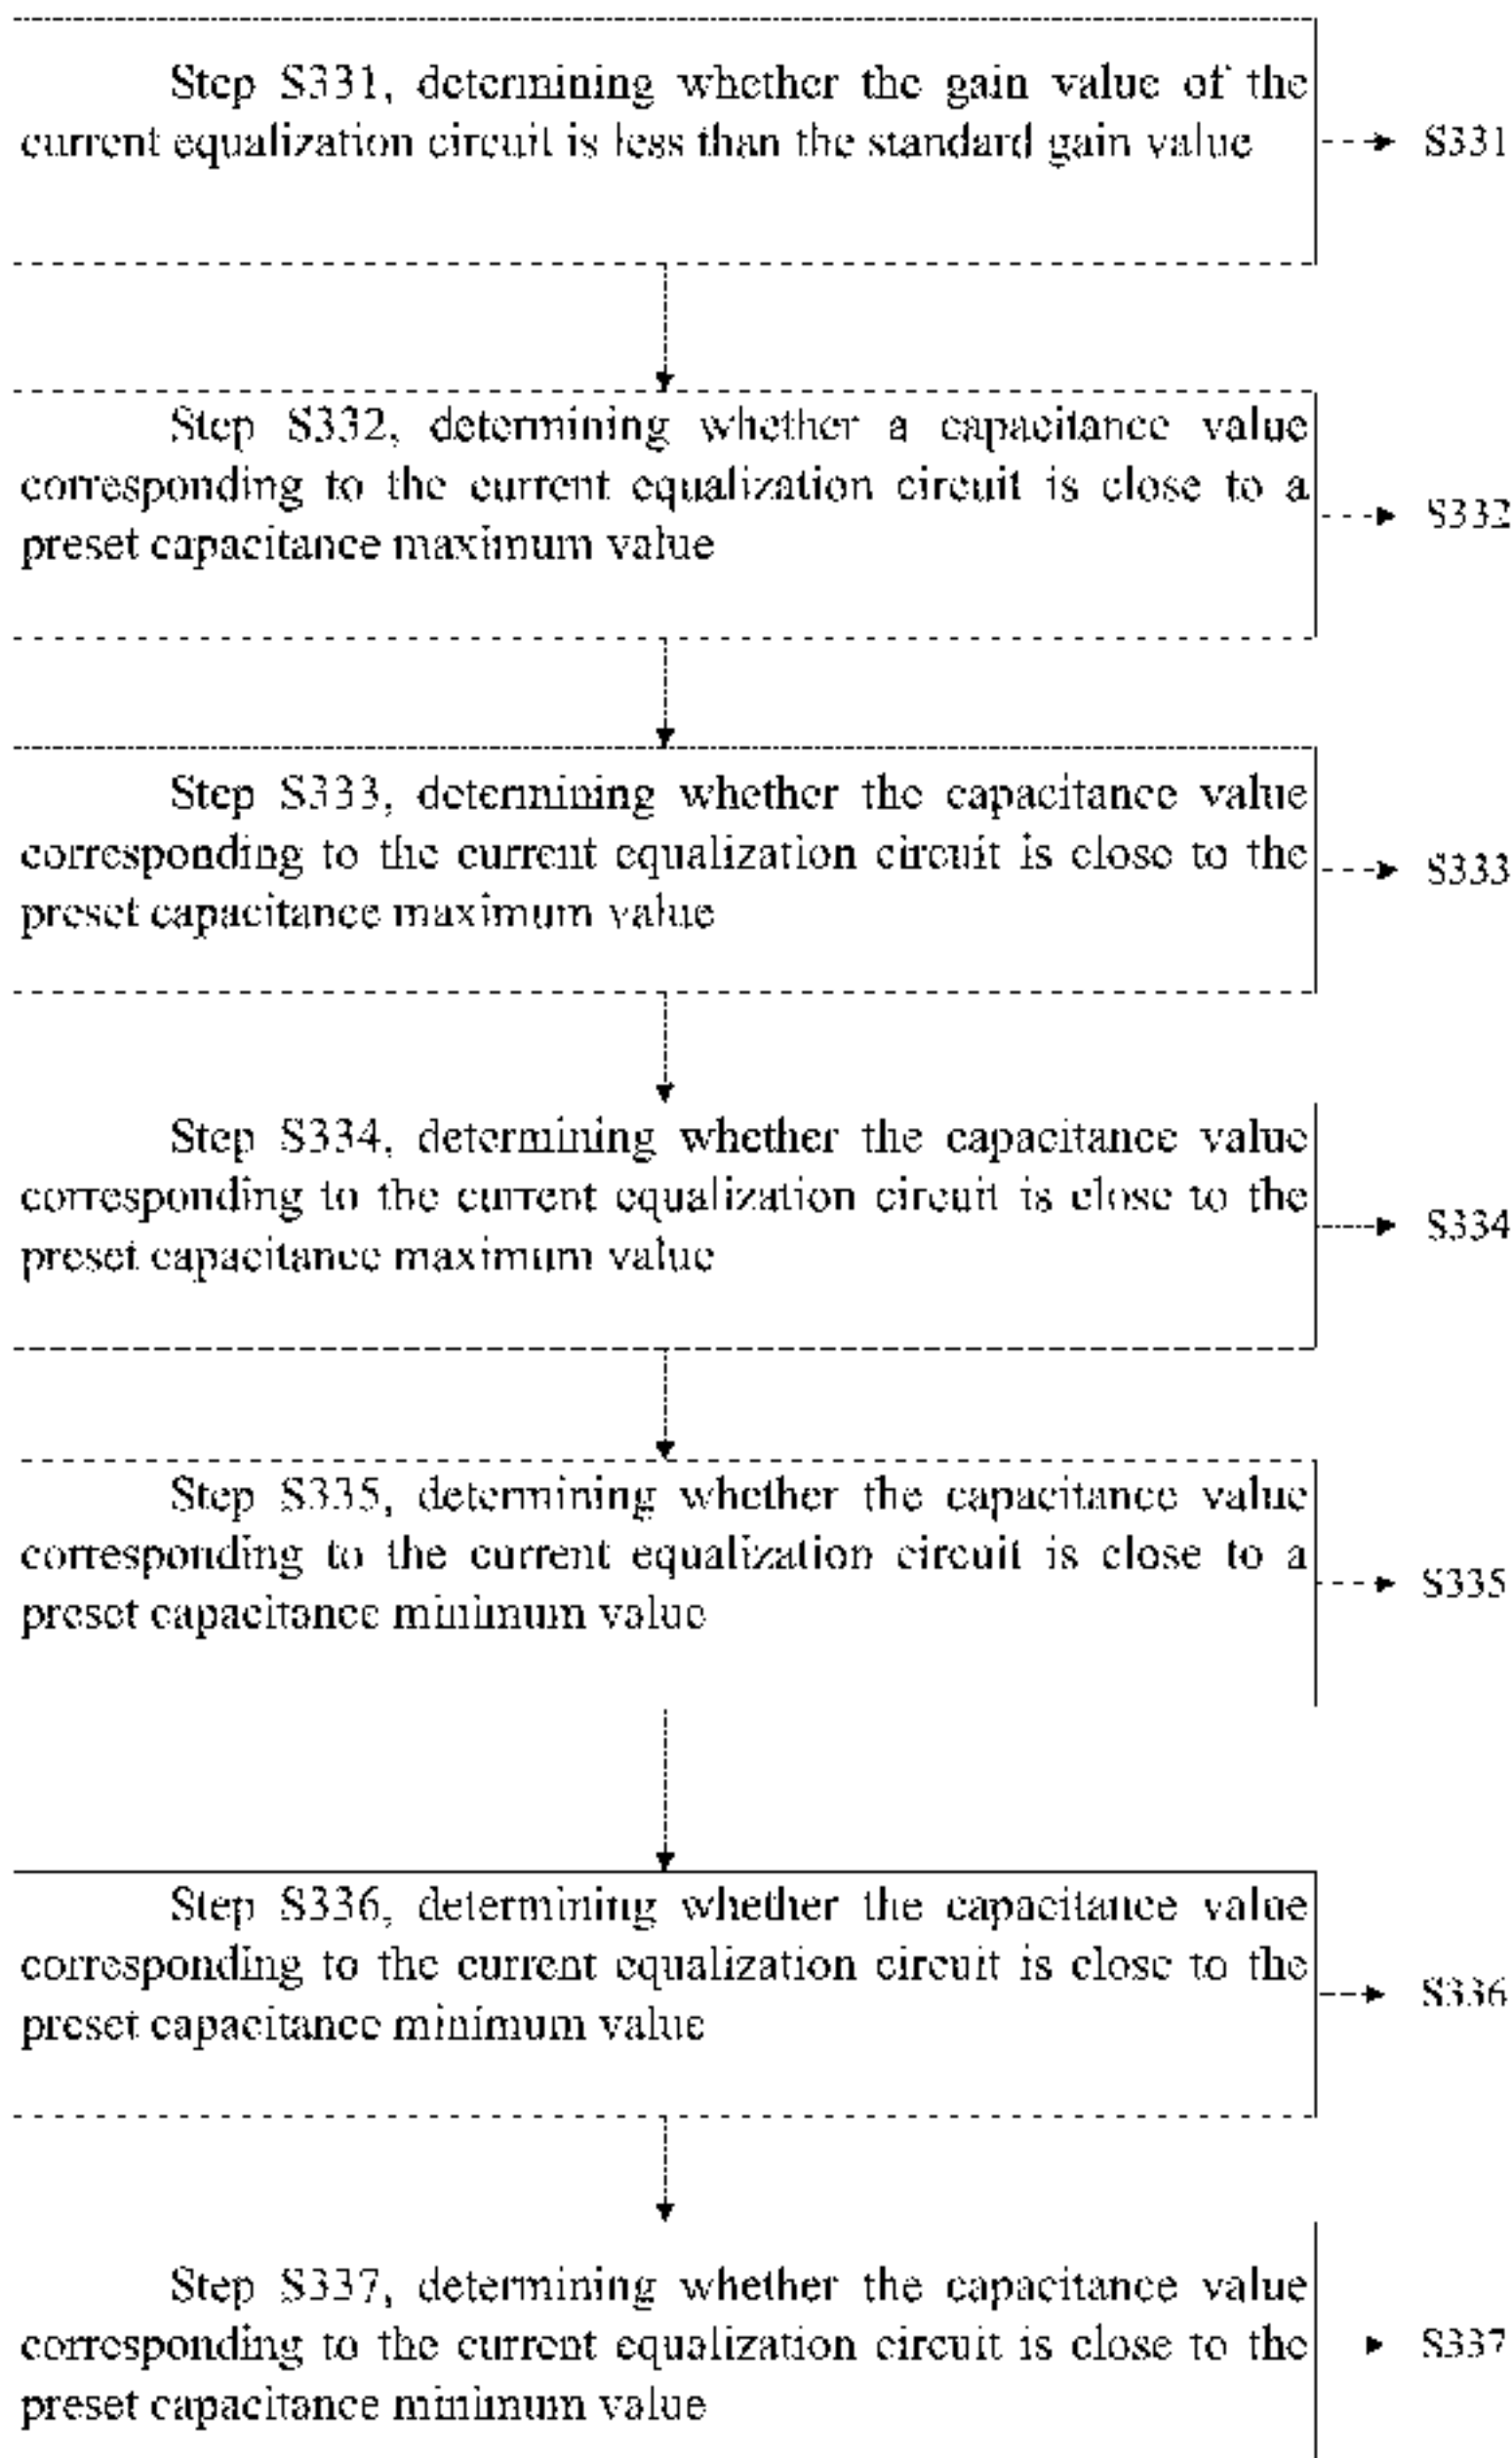 Step S331, determining whether the gain value of the
current equalization circuit is less than the standard gain value
S331
Step S332, determining whether a capacitance value
corresponding to the current equalization circuit is close to a
preset capacitance maximum value
S332
Step S333, determining whether the capacitance value
corresponding to the current equalization circuit is close to the
preset capacitance maximum value
S333
Step S334, determining whether the capacitance value
corresponding to the current equalization circuit is close to the
preset capacitance maximum value
S334
Step S335, determining whether the capacitance value
corresponding to the current equalization circuit is close to a
preset capacitance minimum value
S335
Step S336, determining whether the capacitance value
corresponding to the current equalization circuit is close to the
preset capacitance minimum value
S336
Step S337, determining whether the capacitance value
corresponding to the current equalization circuit is close to the
preset capacitance minimum value
S337